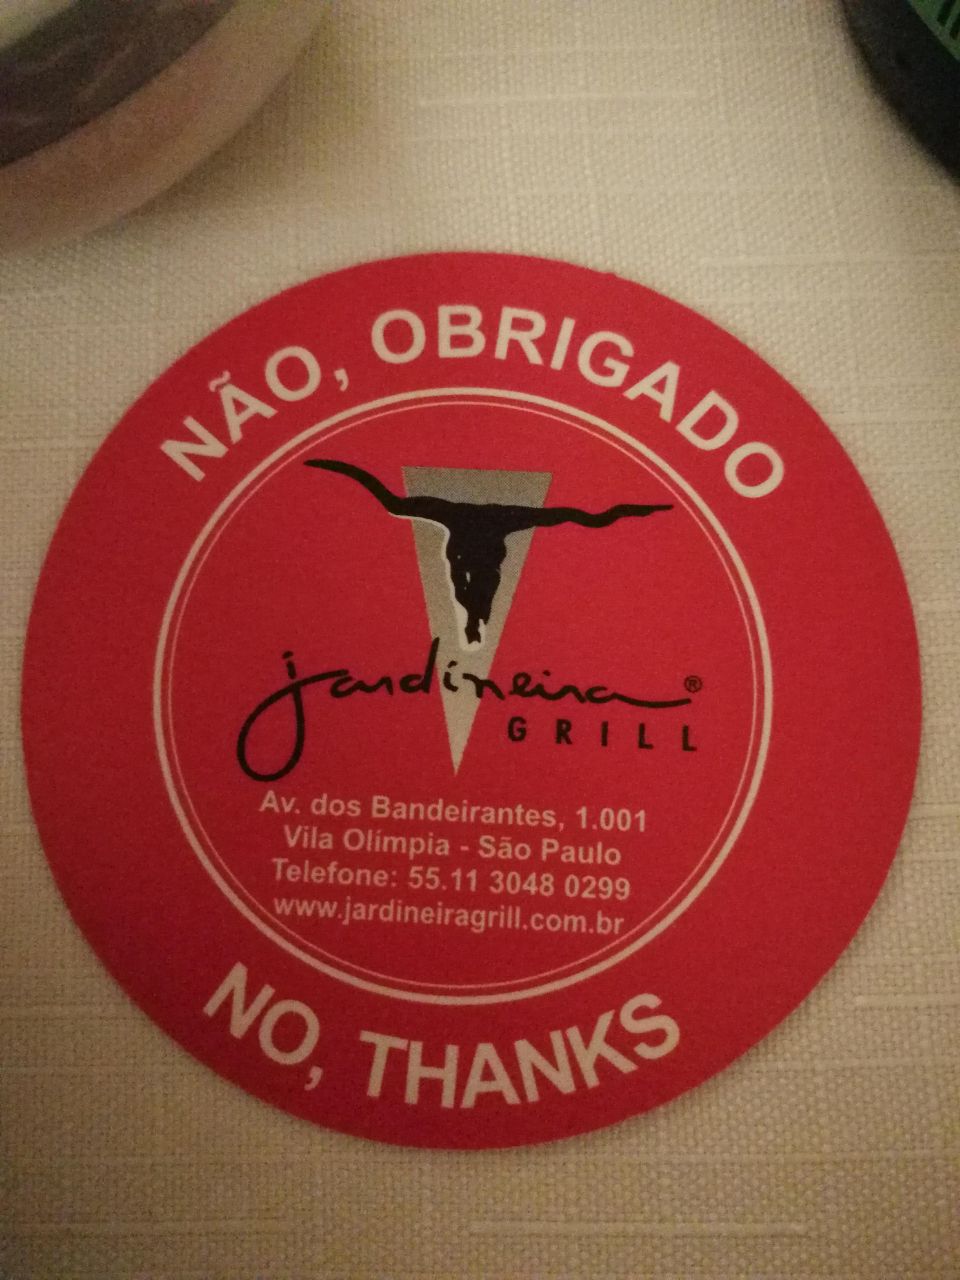 NÃO, OBRIGADO
jardineira ®
GRILL
Av. dos Bandeirantes, 1.001
Vila Olímpia - São Paulo
Telefone: 55.11 3048 0299
www.jardineiragrill.com.br
NO, THANKS